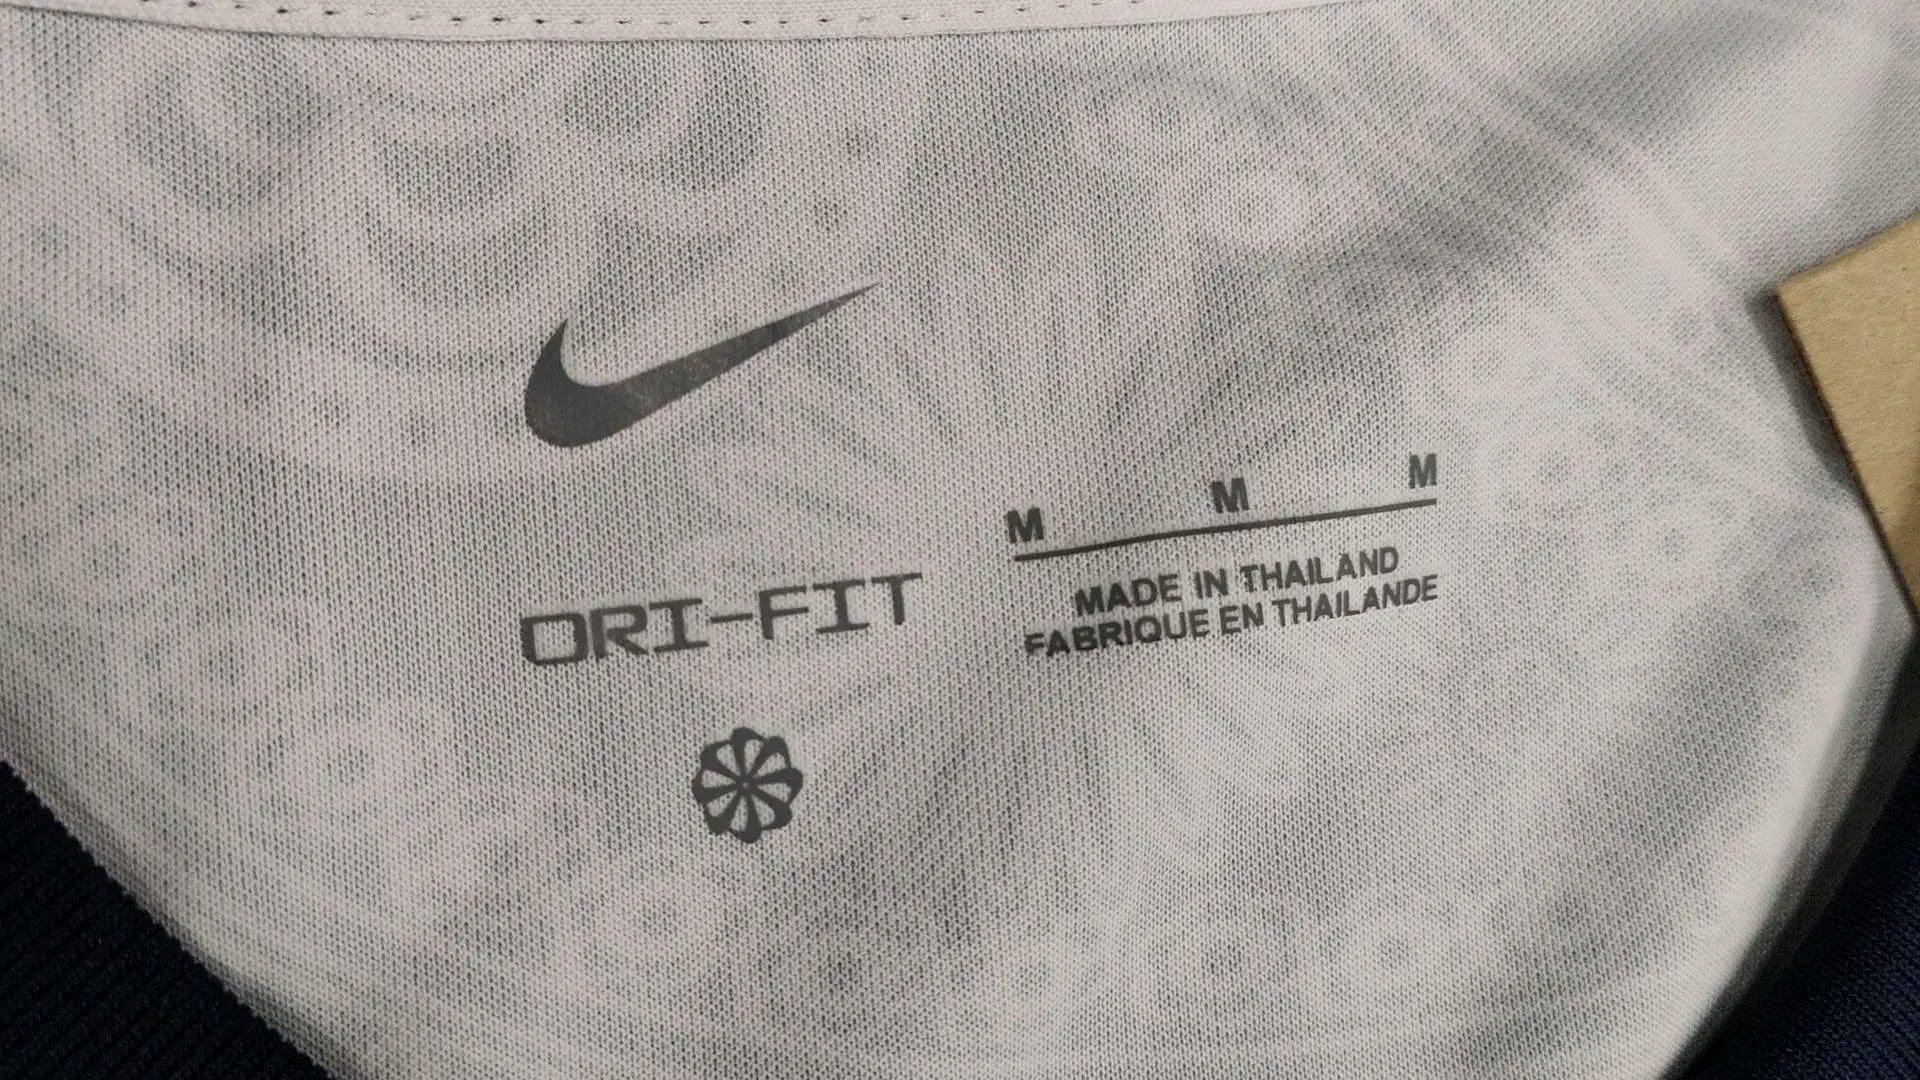 DRI-FIT
M M M
MADE IN THAILAND
FABRIQUE EN THAILANDE